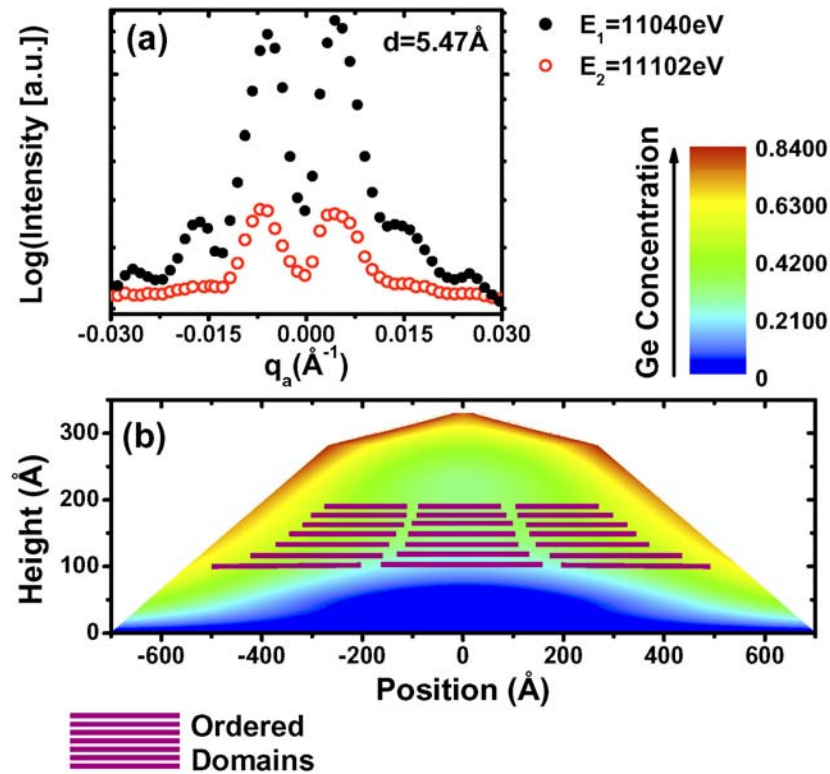 (a)
d=5.47Å
E₁=11040eV
E₂=11102eV
Log(Intensity [a.u.])
-0.030 -0.015 0.000 0.015 0.030
qₐ(Å⁻¹)
Ge Concentration
0.8400
0.6300
0.4200
0.2100
0
(b)
Height (Å)
300
200
100
0
-600 -400 -200 0 200 400 600
Position (Å)
Ordered
Domains